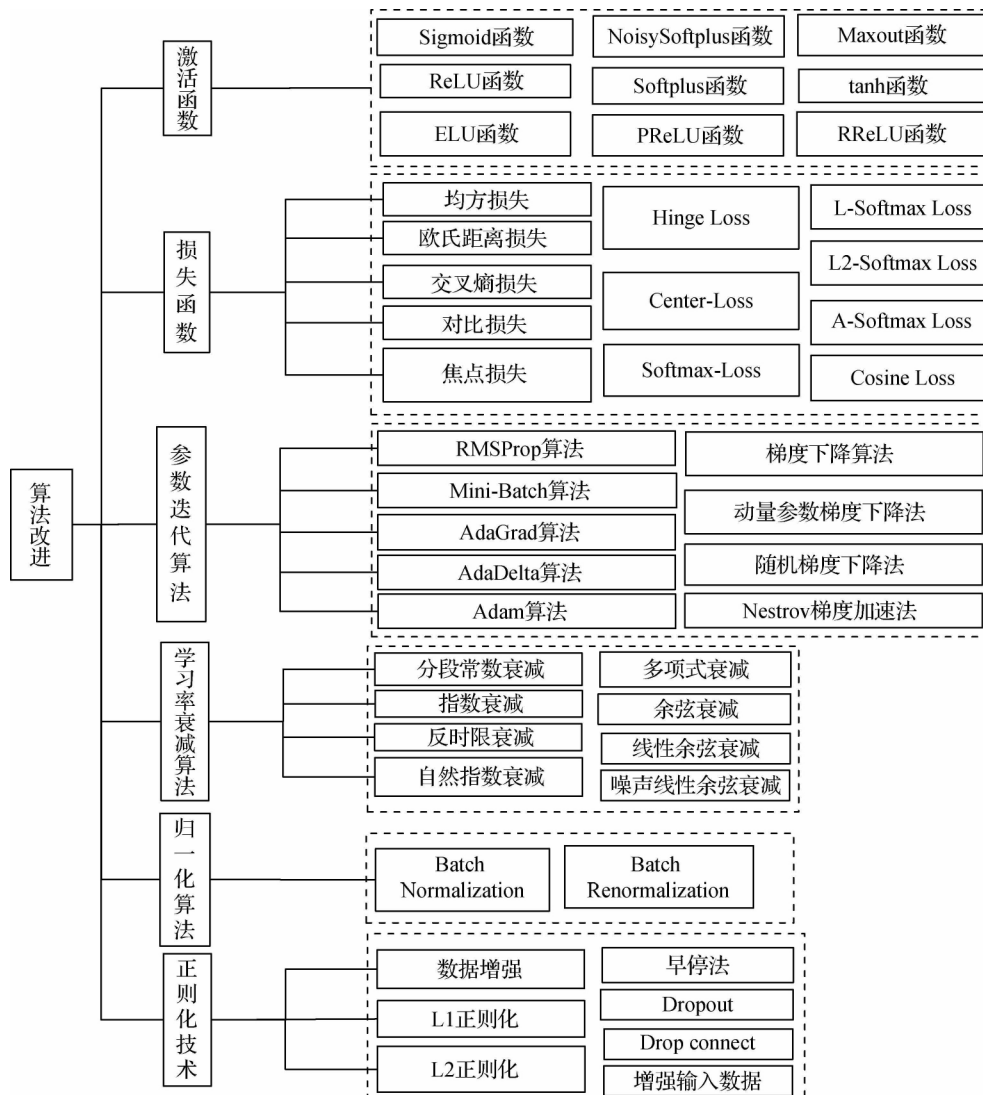 算法改进
激活函数
Sigmoid函数
NoisySoftplus函数
Maxout函数
ReLU函数
Softplus函数
tanh函数
ELU函数
PReLU函数
RReLU函数
损失函数
均方损失
欧氏距离损失
交叉熵损失
对比损失
焦点损失
Hinge Loss
Center-Loss
Softmax-Loss
L-Softmax Loss
L2-Softmax Loss
A-Softmax Loss
Cosine Loss
参数迭代算法
RMSProp算法
Mini-Batch算法
AdaGrad算法
AdaDelta算法
Adam算法
梯度下降算法
动量参数梯度下降法
随机梯度下降法
Nestrov梯度加速法
学习率衰减算法
分段常数衰减
指数衰减
反时限衰减
自然指数衰减
多项式衰减
余弦衰减
线性余弦衰减
噪声线性余弦衰减
归一化算法
Batch
Normalization
Batch
Renormalization
正则化技术
数据增强
L1正则化
L2正则化
早停法
Dropout
Drop connect
增强输入数据